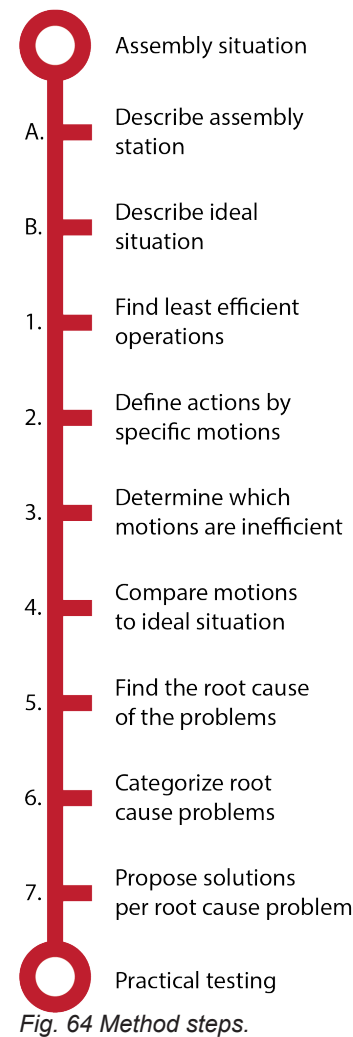 Assembly situation
A. Describe assembly
station
B. Describe ideal
situation
1. Find least efficient
operations
2. Define actions by
specific motions
3. Determine which
motions are inefficient
4. Compare motions
to ideal situation
5. Find the root cause
of the problems
6. Categorize root
cause problems
7. Propose solutions
per root cause problem
Practical testing
Fig. 64 Method steps.